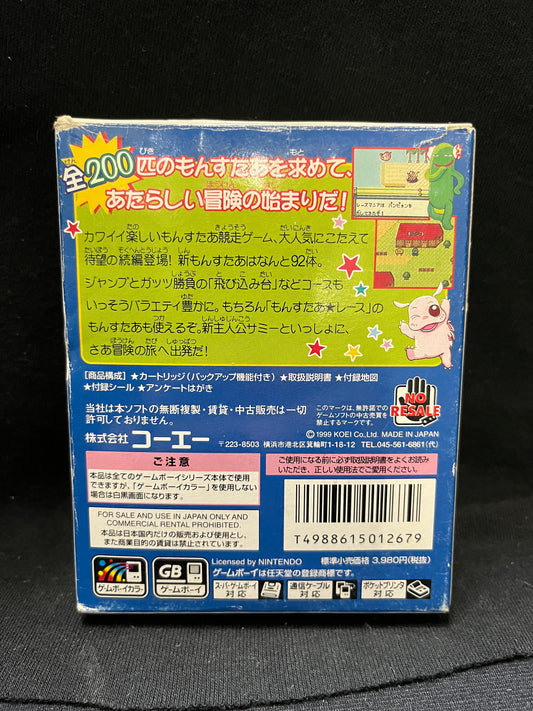 全200匹のもんすたあを求めて、
あたらしい冒険の始まりだ!
カワイイ楽しいもんすたあ競走ゲーム、大人気にこたえて
待望の続編登場! 新もんすたあはなんと92体。
ジャンプとガッツ勝負の「飛び込み台」などコースも
いっそうバラエティ豊かに。もちろん「もんすたあ★レース」の
もんすたあも使えるぞ。新主人公サミーといっしょに、
さあ冒険の旅へ出発だ!
[商品構成] ★カートリッジ(バックアップ機能付き) ★取扱説明書 ★付録地図
★付録シール ★アンケートはがき
当社は本ソフトの無断複製・賃貸・中古販売は一切
許可しておりません。
NO RESALE
このマークは、無許諾での
ゲームソフトの中古売買を
禁止するマークです。
©1999 KOEI Co.,Ltd. MADE IN JAPAN
株式会社コーエー 〒223-8503 横浜市港北区箕輪町1-18-12 TEL.045-561-6861(代)
ご注意
本品は全てのゲームボーイシリーズ本体で使用
できますが、「ゲームボーイカラー」を使用しない
場合は白黒画面になります。
ご使用になる前に必ず取扱説明書をよくお読み
いただき、正しい使用法でご愛用ください。
FOR SALE AND USE IN JAPAN ONLY AND
COMMERCIAL RENTAL PROHIBITED.
本品は日本国内だけの販売および使用とし、ま
た商業目的の賃貸は禁止されています。
T4988615012679
Licensed by NINTENDO
ゲームボーイは任天堂の登録商標です。
標準小売価格 3,980円(税抜)
ゲームボーイカラー
GB
ゲームボーイ
スーパーゲームボーイ
対応
通信ケーブル
対応
ポケットプリンタ
対応